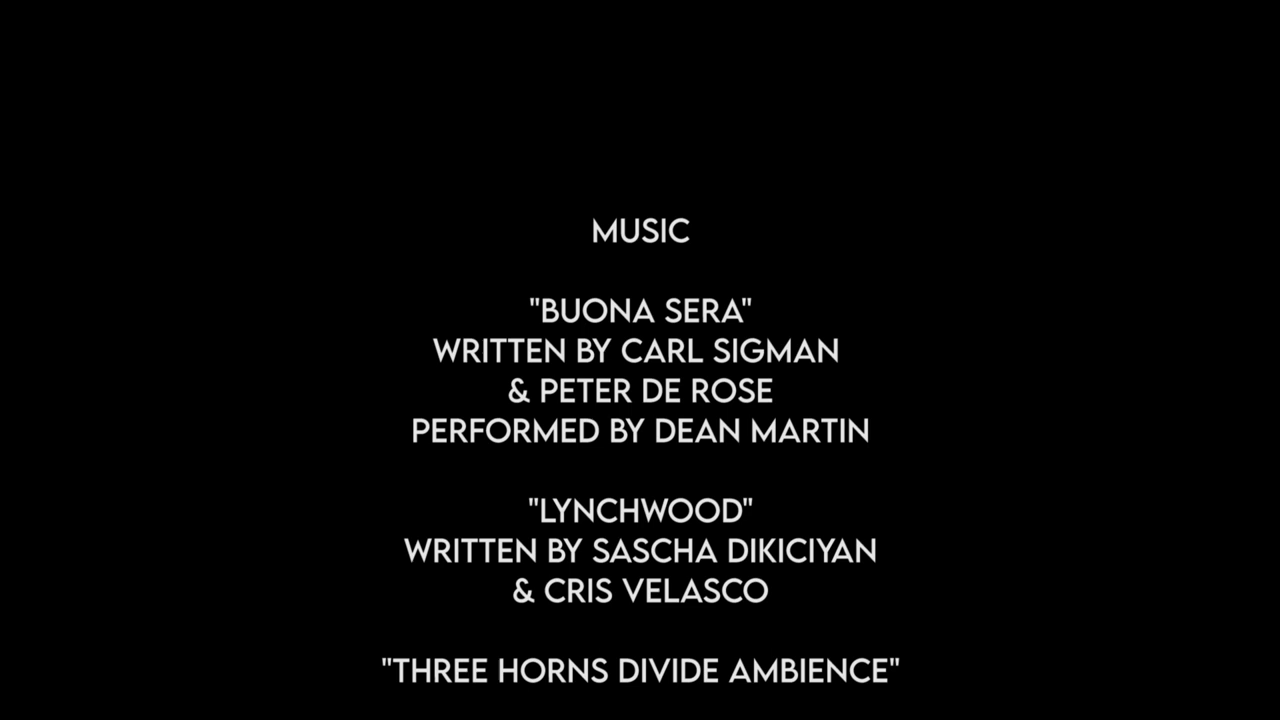 MUSIC
"BUONA SERA"
WRITTEN BY CARL SIGMAN
& PETER DE ROSE
PERFORMED BY DEAN MARTIN
"LYNCHWOOD"
WRITTEN BY SASCHA DIKICIYAN
& CRIS VELASCO
"THREE HORNS DIVIDE AMBIENCE"